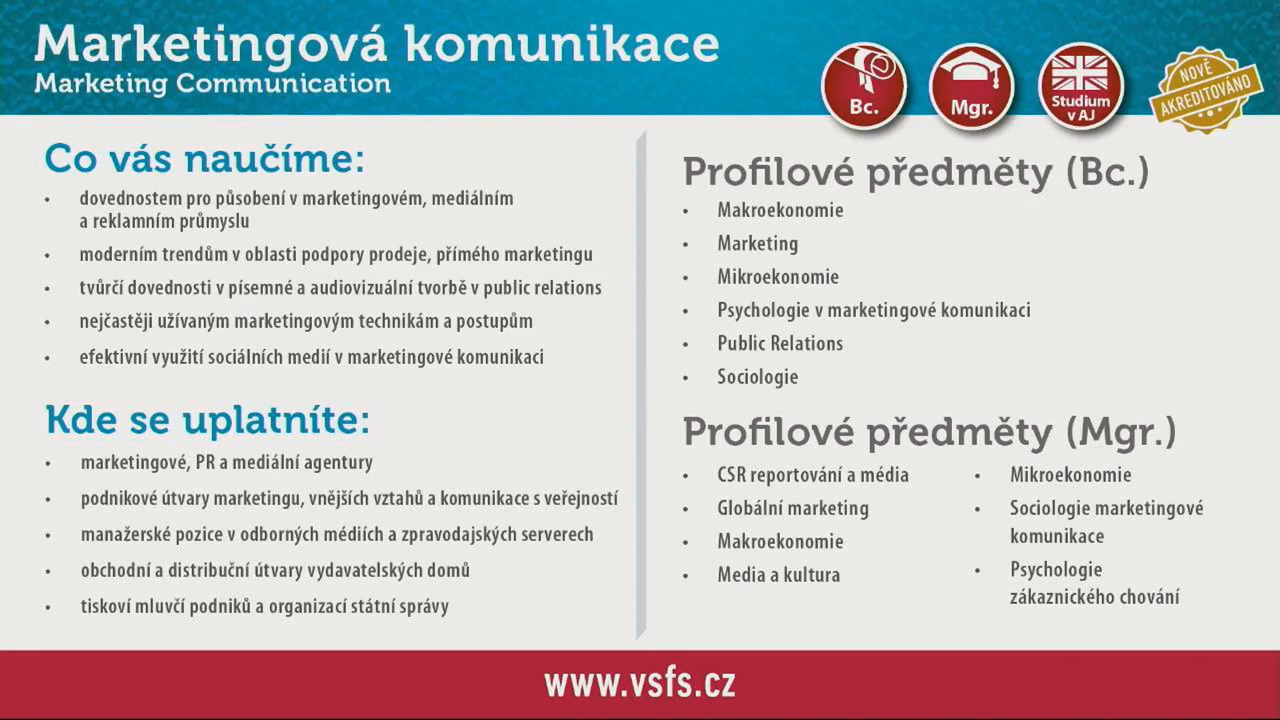 Marketingová komunikace
Marketing Communication
Bc.
Mgr.
Studium
v AJ
NOVĚ
AKREDITOVÁNO
Co vás naučíme:
• dovednostem pro působení v marketingovém, mediálním
a reklamním průmyslu
• moderním trendům v oblasti podpory prodeje, přímého marketingu
• tvůrčí dovednosti v písemné a audiovizuální tvorbě v public relations
• nejčastěji užívaným marketingovým technikám a postupům
• efektivní využití sociálních medií v marketingové komunikaci
Kde se uplatníte:
• marketingové, PR a mediální agentury
• podnikové útvary marketingu, vnějších vztahů a komunikace s veřejností
• manažerské pozice v odborných médiích a zpravodajských serverech
• obchodní a distribuční útvary vydavatelských domů
• tiskoví mluvčí podniků a organizací státní správy
Profilové předměty (Bc.)
• Makroekonomie
• Marketing
• Mikroekonomie
• Psychologie v marketingové komunikaci
• Public Relations
• Sociologie
Profilové předměty (Mgr.)
• CSR reportování a média
• Globální marketing
• Makroekonomie
• Media a kultura
• Mikroekonomie
• Sociologie marketingové
komunikace
• Psychologie
zákaznického chování
www.vsfs.cz